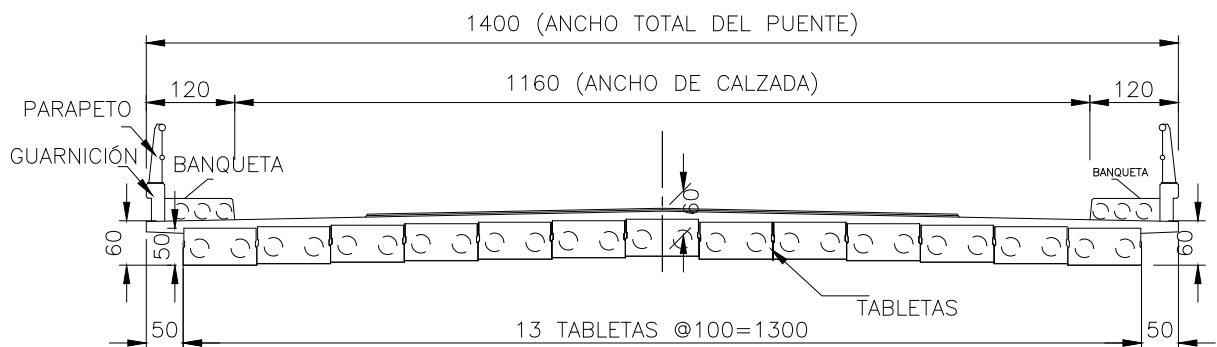 1400 (ANCHO TOTAL DEL PUENTE)
120
1160 (ANCHO DE CALZADA)
120
PARAPETO
GUARNICIÓN
BANQUETA
BANQUETA
60
60
50
60
TABLETAS
50
13 TABLETAS @100=1300
50